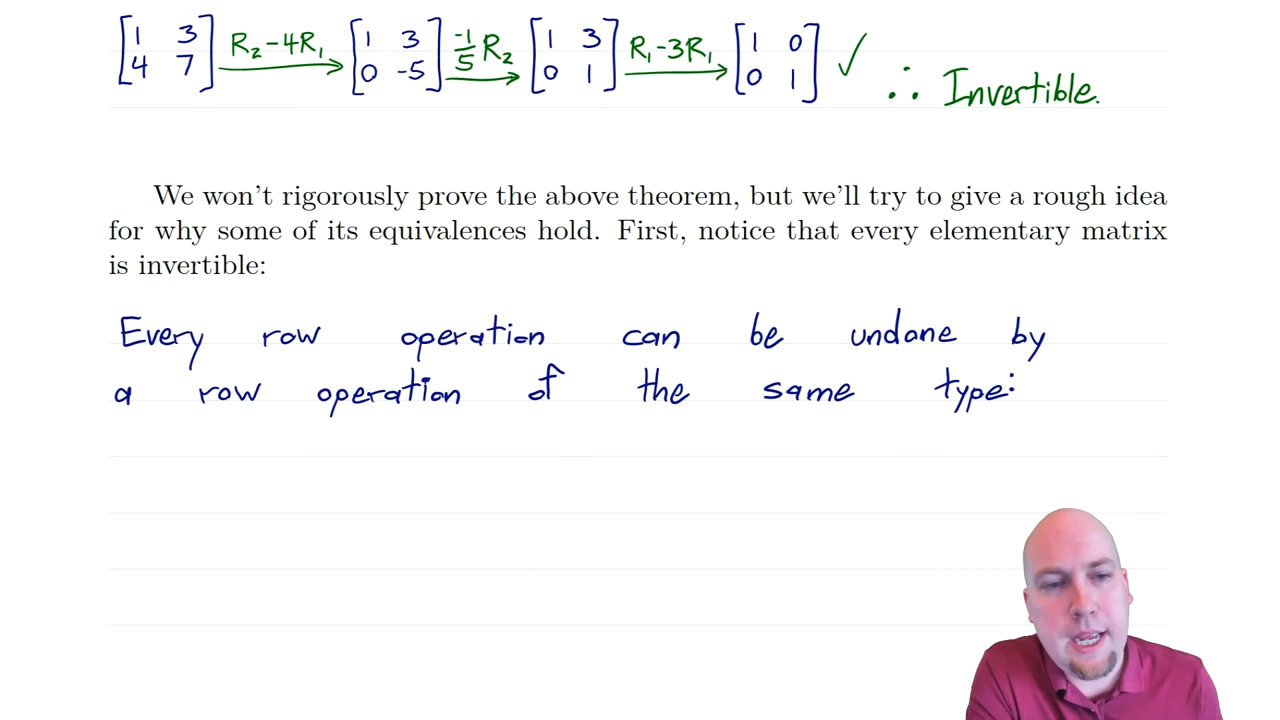 [1 3; 4 7] R₂-4R₁ → [1 3; 0 -5] -1/5 R₂ → [1 3; 0 1] R₁-3R₁ → [1 0; 0 1] ✓ ∴ Invertible.
We won't rigorously prove the above theorem, but we'll try to give a rough idea
for why some of its equivalences hold. First, notice that every elementary matrix
is invertible:
Every row operation can be undone by
a row operation of the same type: